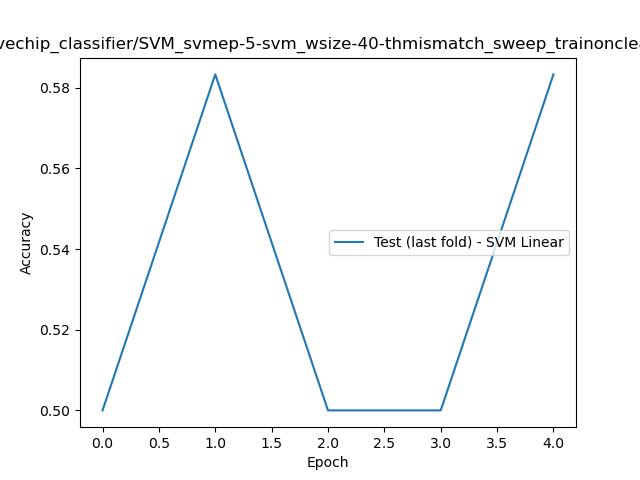 vechip_classifier/SVM_svmep-5-svm_wsize-40-thmismatch_sweep_trainonclea
0.58
0.56
0.54
0.52
0.50
Accuracy
Test (last fold) - SVM Linear
0.0 0.5 1.0 1.5 2.0 2.5 3.0 3.5 4.0
Epoch